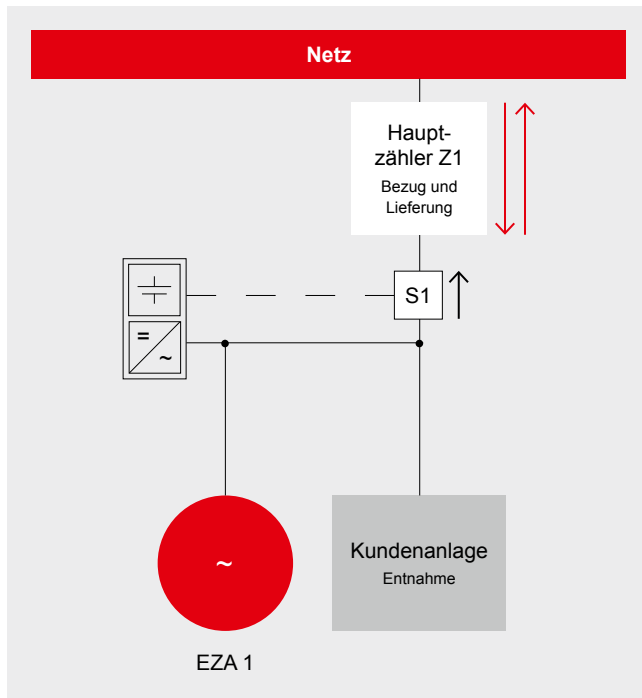 Netz
Haupt-
zähler Z1
Bezug und
Lieferung
S1
=
~
~
Kundenanlage
Entnahme
EZA 1